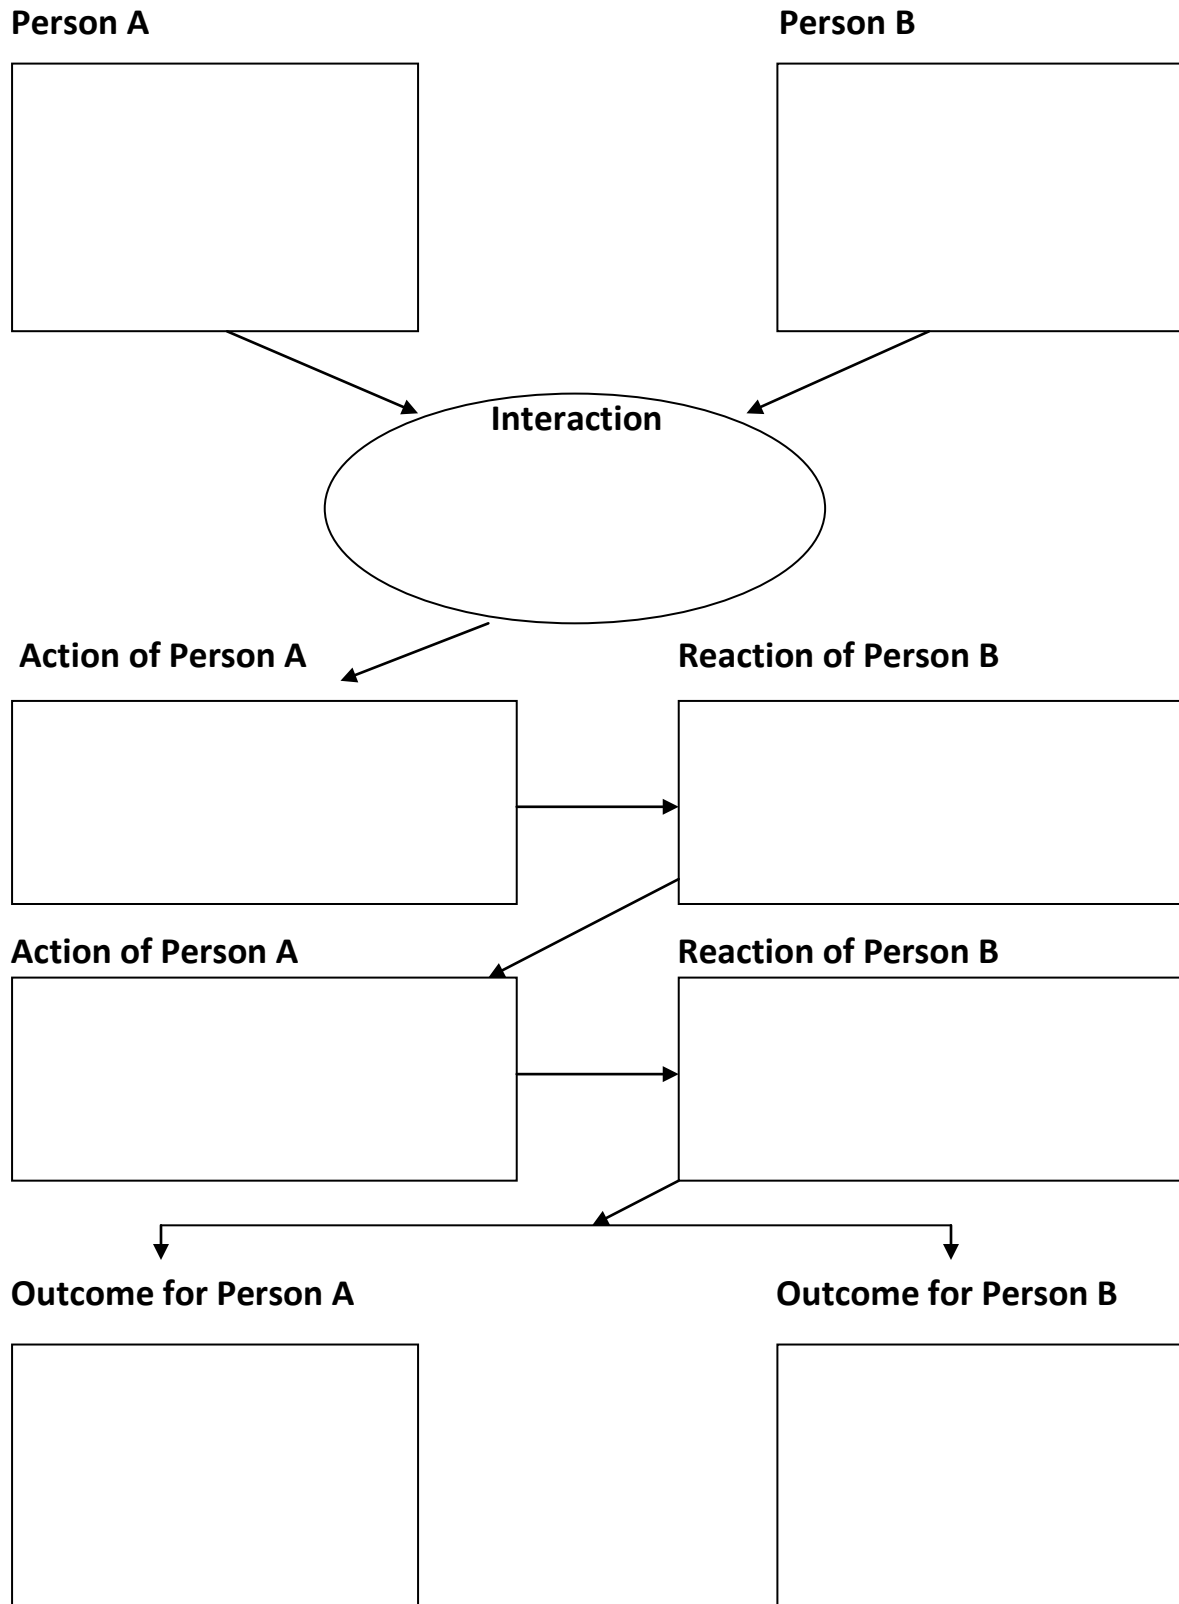 Person A
Person B
Interaction
Action of Person A
Reaction of Person B
Action of Person A
Reaction of Person B
Outcome for Person A
Outcome for Person B